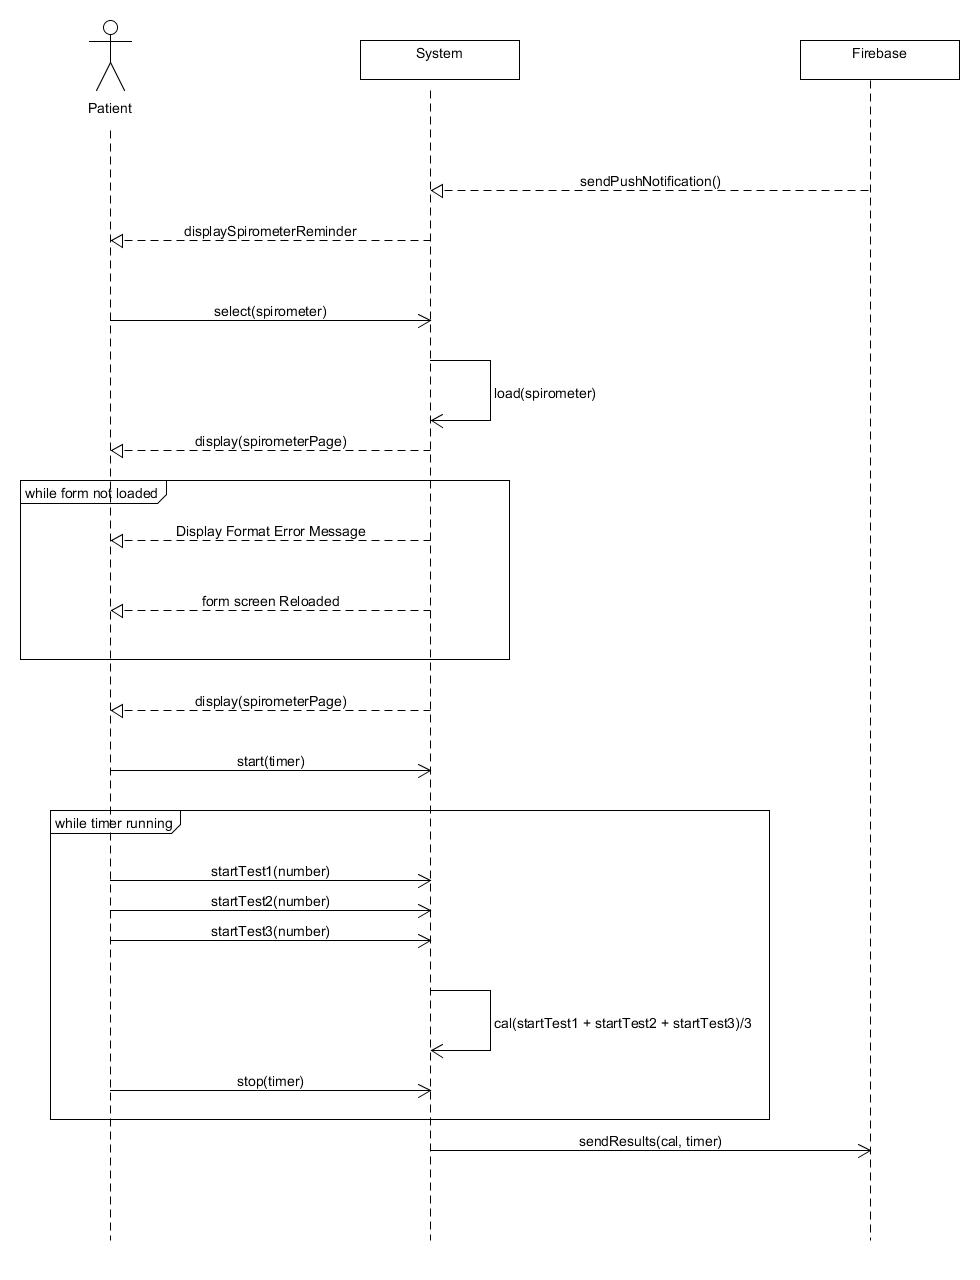 System
Firebase
Patient
sendPushNotification()
displaySpirometerReminder
select(spirometer)
load(spirometer)
display(spirometerPage)
while form not loaded
Display Format Error Message
form screen Reloaded
display(spirometerPage)
start(timer)
while timer running
startTest1(number)
startTest2(number)
startTest3(number)
cal(startTest1 + startTest2 + startTest3)/3
stop(timer)
sendResults(cal, timer)